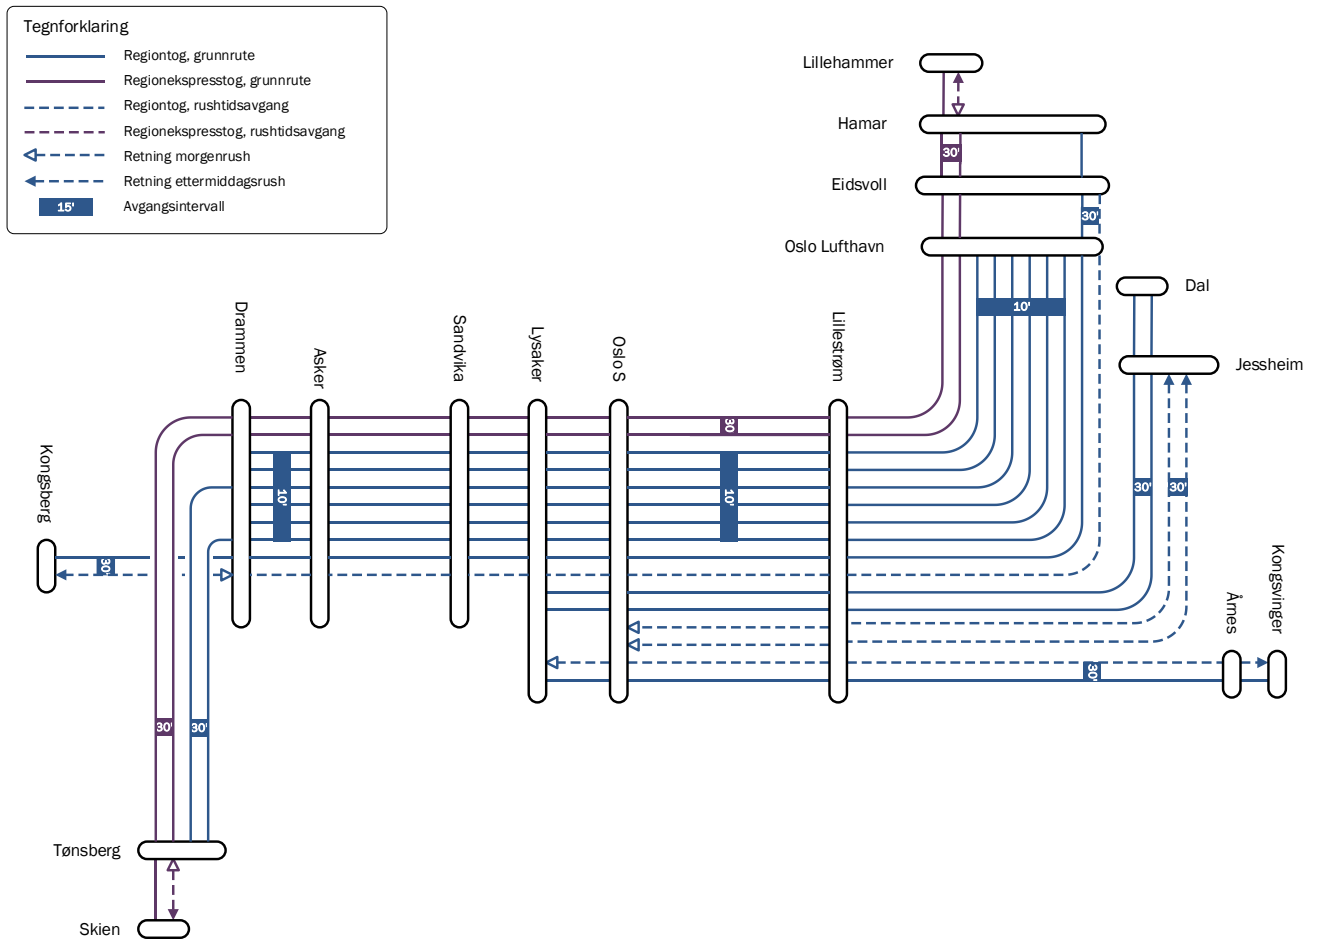 Tegnforklaring
Regiontog, grunnrute
Regionekspresstog, grunnrute
Regiontog, rushtidsavgang
Regionekspresstog, rushtidsavgang
Retning morgenrush
Retning ettermiddagsrush
15' Avgangsintervall
Lillehammer
Hamar
30'
Eidsvoll
30'
Oslo Lufthavn
10'
Dal
Jessheim
Drammen
Asker
Sandvika
Lysaker
Oslo S
Lillestrøm
30'
Kongsberg
10'
10'
30'
30'
30'
Årnes
Kongsvinger
30'
30'
30'
Tønsberg
Skien